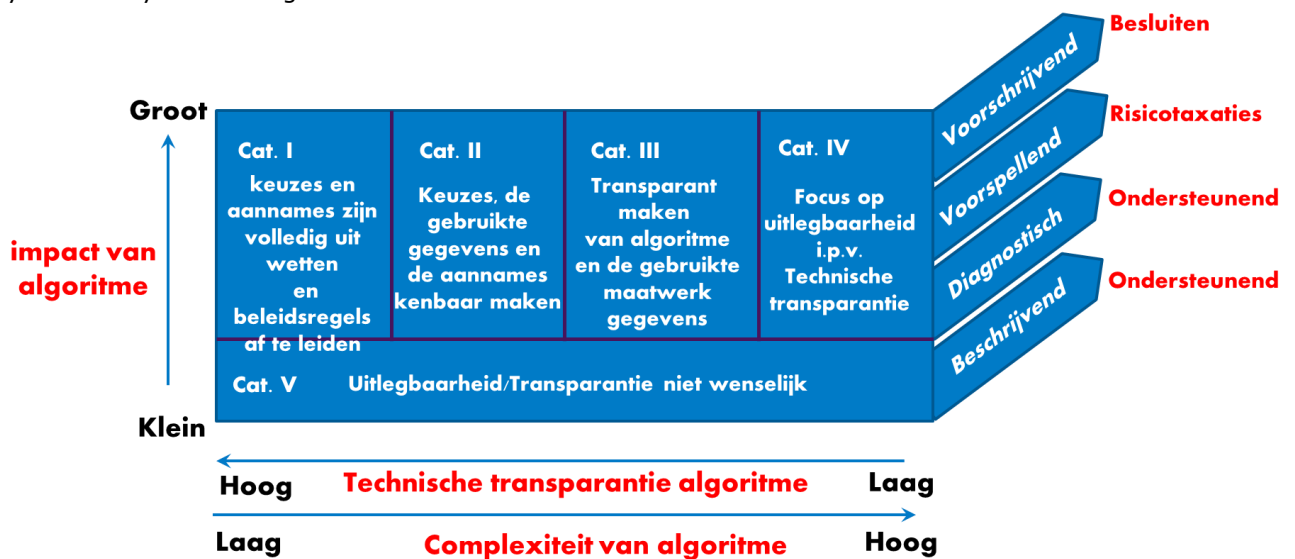 Besluiten
Voorschrijvend
Groot
Risicotaxaties
Voorspellend
Cat. I
keuzes en
aannames zijn
volledig uit
wetten
en
beleidsregels
af te leiden
Cat. II
Keuzes, de
gebruikte
gegevens en
de aannames
kenbaar maken
Cat. III
Transparant
maken
van algoritme
en de gebruikte
maatwerk
gegevens
Cat. IV
Focus op
uitlegbaarheid
i.p.v.
Technische
transparantie
Ondersteunend
Diagnostisch
impact van
algoritme
Ondersteunend
Beschrijvend
Cat. V Uitlegbaarheid/Transparantie niet wenselijk
Klein
Hoog Technische transparantie algoritme Laag
Laag Complexiteit van algoritme Hoog